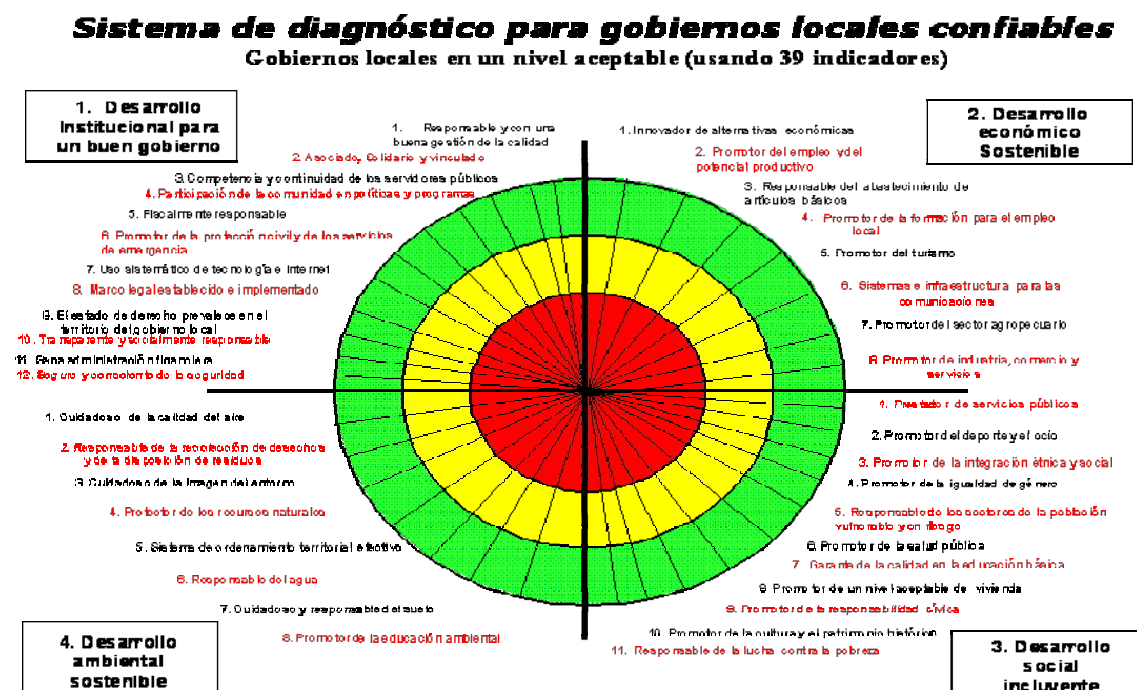 Sistema de diagnóstico para gobiernos locales confiables
Gobiernos locales en un nivel aceptable (usando 39 indicadores)
1. Desarrollo
Institucional para
un buen gobierno
1. Responsable y con una
buena gestión de la calidad
2. Asociado, Solidario y vinculado
3. Competencia y continuidad de los servidores públicos
4. Participación de la comunidad en políticas y programas
5. Fiscalmente responsable
6. Promotor de la protección civil y de los servicios
de emergencia
7. Uso sistemático de tecnología e Internet
8. Marco legal establecido e implementado
9. El estado de derecho prevalece en el
territorio del gobierno local
10. Transparente y socialmente responsable
11. Sana administración financiera
12. Seguro y consciente de la seguridad
2. Desarrollo
económico
Sostenible
1. Innovador de alternativas económicas
2. Promotor del empleo y del
potencial productivo
3. Responsable del abastecimiento de
artículos básicos
4. Promotor de la formación para el empleo
local
5. Promotor del turismo
6. Sistemas e infraestructura para las
comunicaciones
7. Promotor del sector agropecuario
8. Promotor de industria, comercio y
servicios
1. Prestador de servicios públicos
2. Promotor del deporte y el ocio
3. Promotor de la integración étnica y social
4. Promotor de la igualdad de género
5. Responsable de los sectores de la población
vulnerable y en riesgo
6. Promotor de la salud pública
7. Garante de la calidad en la educación básica
8. Promotor de un nivel aceptable de vivienda
9. Promotor de la responsabilidad cívica
10. Promotor de la cultura y el patrimonio histórico
11. Responsable de la lucha contra la pobreza
3. Desarrollo
social
incluyente
1. Cuidadoso de la calidad del aire
2. Responsable de la recolección de desechos
y de la disposición de residuos
3. Cuidadoso de la imagen del entorno
4. Protector de los recursos naturales
5. Sistema de ordenamiento territorial efectivo
6. Responsable del agua
7. Cuidadoso y responsable del suelo
8. Promotor de la educación ambiental
4. Desarrollo
ambiental
sostenible